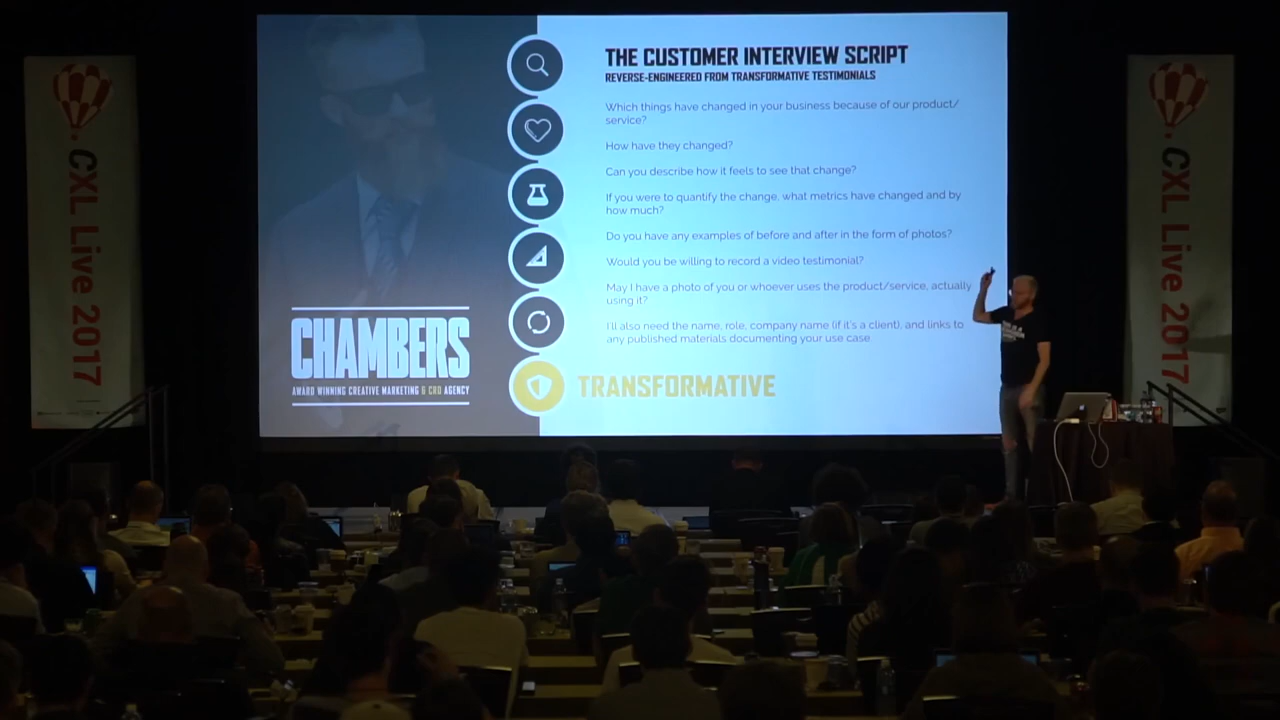 CXL Live 2017
CHAMBERS
AWARD WINNING CREATIVE MARKETING & CRO AGENCY
THE CUSTOMER INTERVIEW SCRIPT
REVERSE-ENGINEERED FROM TRANSFORMATIVE TESTIMONIALS
Which things have changed in your business because of our product/
service?
How have they changed?
Can you describe how it feels to see that change?
If you were to quantify the change, what metrics have changed and by
how much?
Do you have any examples of before and after in the form of photos?
Would you be willing to record a video testimonial?
May I have a photo of you or whoever uses the product/service, actually
using it?
I'll also need the name, role, company name (if it's a client), and links to
any published materials documenting your use case.
TRANSFORMATIVE
CXL Live 2017